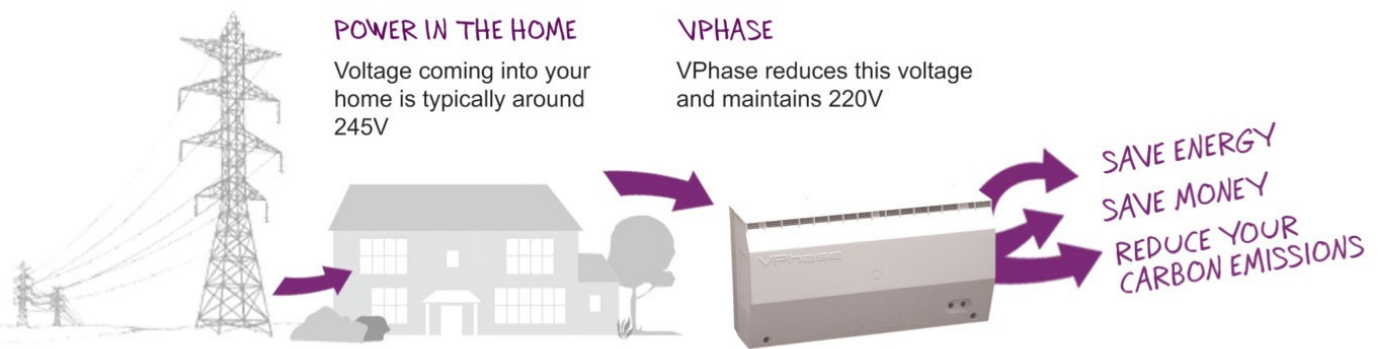 POWER IN THE HOME
Voltage coming into your
home is typically around
245V
VPHASE
VPhase reduces this voltage
and maintains 220V
VPhase
SAVE ENERGY
SAVE MONEY
REDUCE YOUR
CARBON EMISSIONS